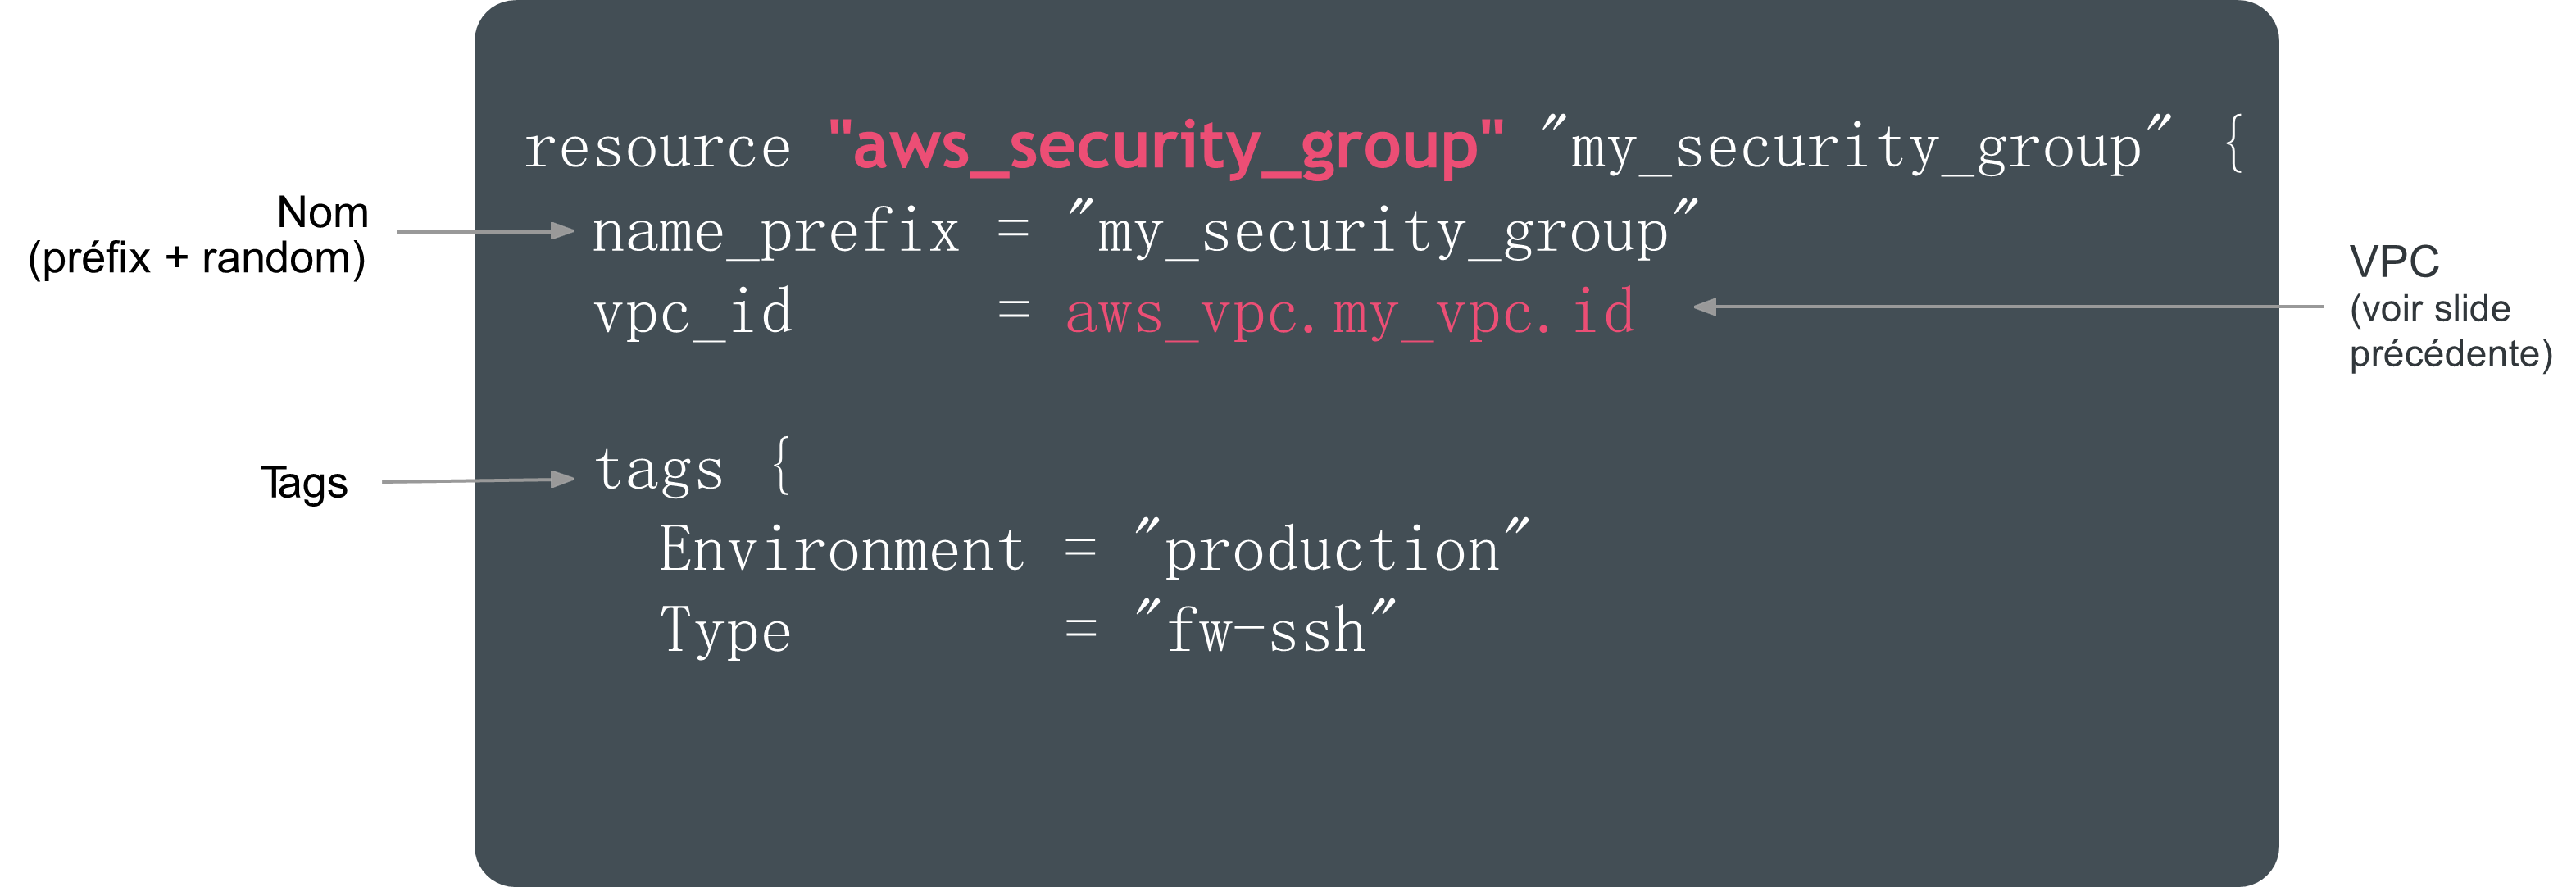 resource "aws_security_group" "my_security_group" {
name_prefix = "my_security_group"
vpc_id = aws_vpc.my_vpc.id
tags {
Environment = "production"
Type = "fw-ssh"
Nom
(préfix + random)
Tags
VPC
(voir slide
précédente)